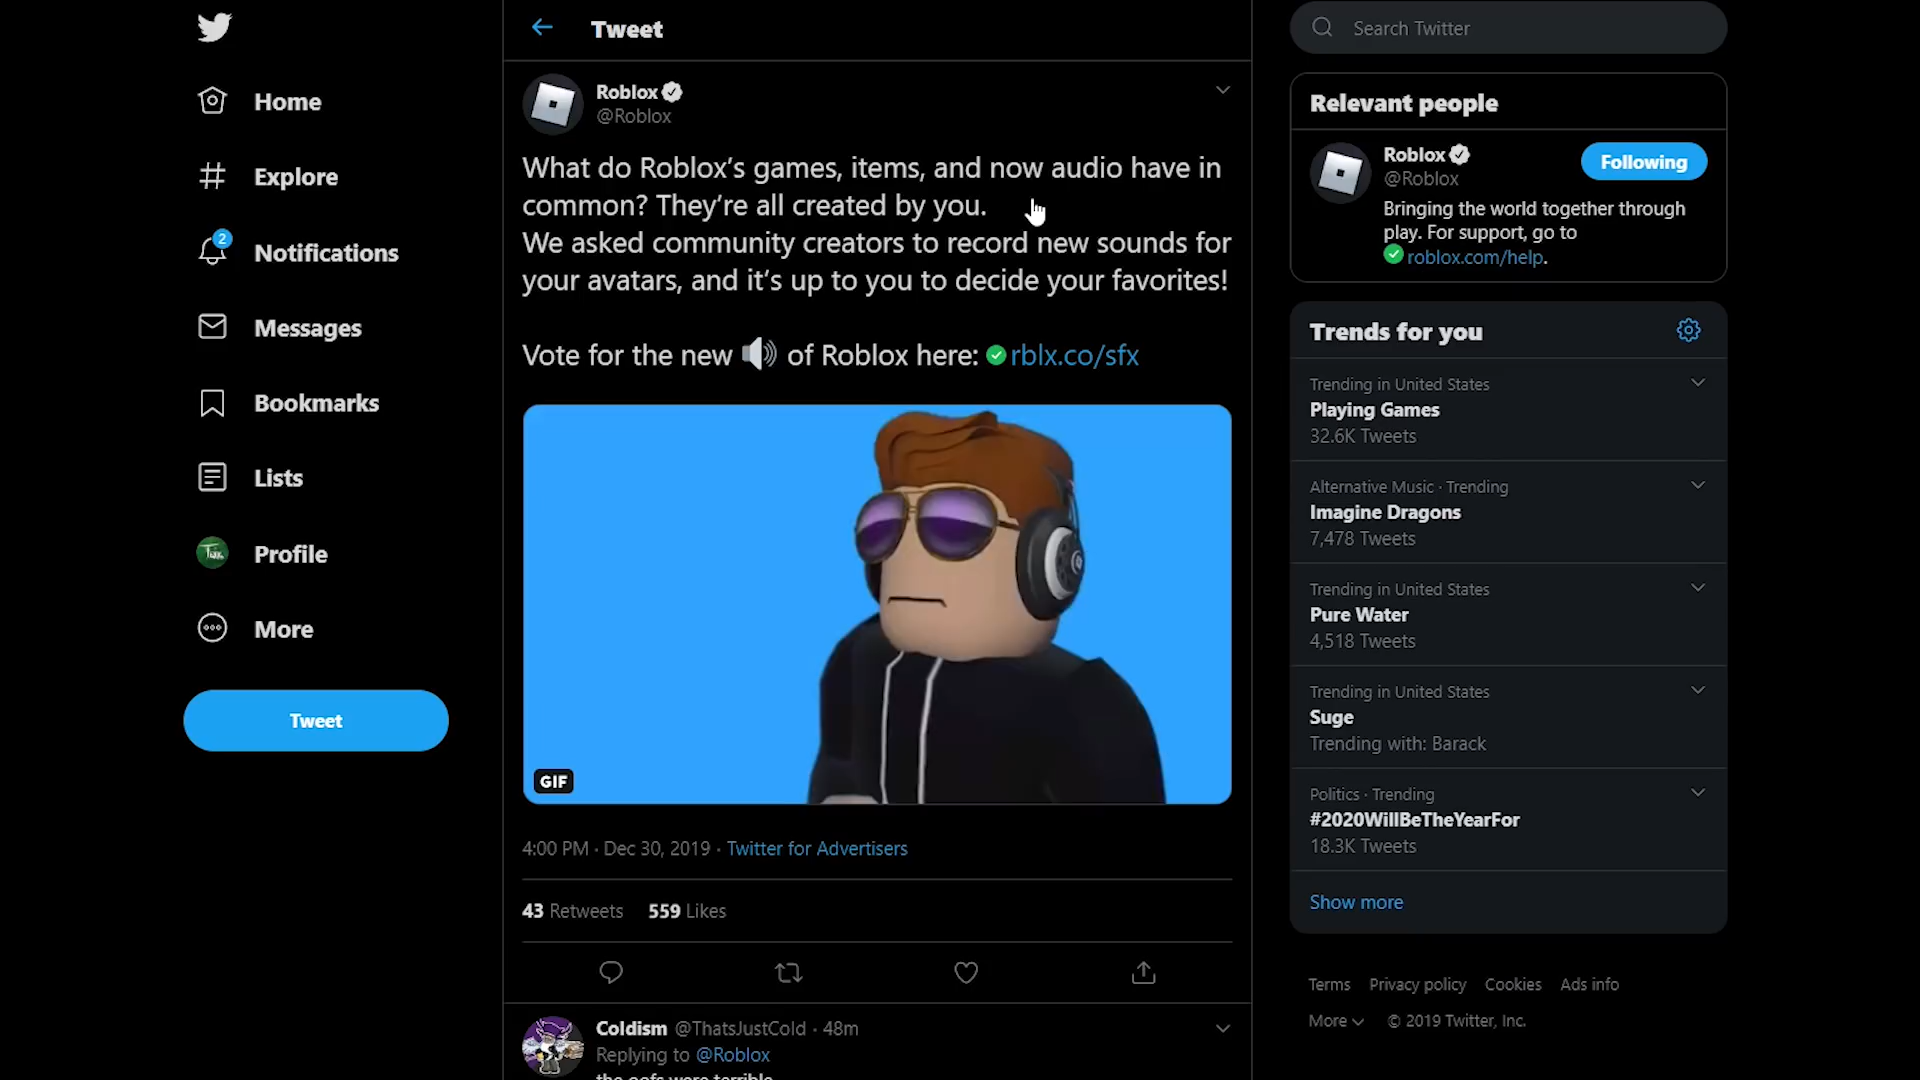 Home
Explore
2
Notifications
Messages
Bookmarks
Lists
Profile
More
Tweet
Tweet
Roblox
@Roblox
What do Roblox's games, items, and now audio have in
common? They're all created by you.
We asked community creators to record new sounds for
your avatars, and it's up to you to decide your favorites!
Vote for the new 🔊 of Roblox here: rblx.co/sfx
GIF
4:00 PM · Dec 30, 2019 · Twitter for Advertisers
43 Retweets 559 Likes
Coldism @ThatsJustCold · 48m
Replying to @Roblox
the oofs were terrible
Search Twitter
Relevant people
Roblox
@Roblox
Following
Bringing the world together through
play. For support, go to
roblox.com/help.
Trends for you
Trending in United States
Playing Games
32.6K Tweets
Alternative Music · Trending
Imagine Dragons
7,478 Tweets
Trending in United States
Pure Water
4,518 Tweets
Trending in United States
Suge
Trending with: Barack
Politics · Trending
#2020WillBeTheYearFor
18.3K Tweets
Show more
Terms Privacy policy Cookies Ads info
More © 2019 Twitter, Inc.